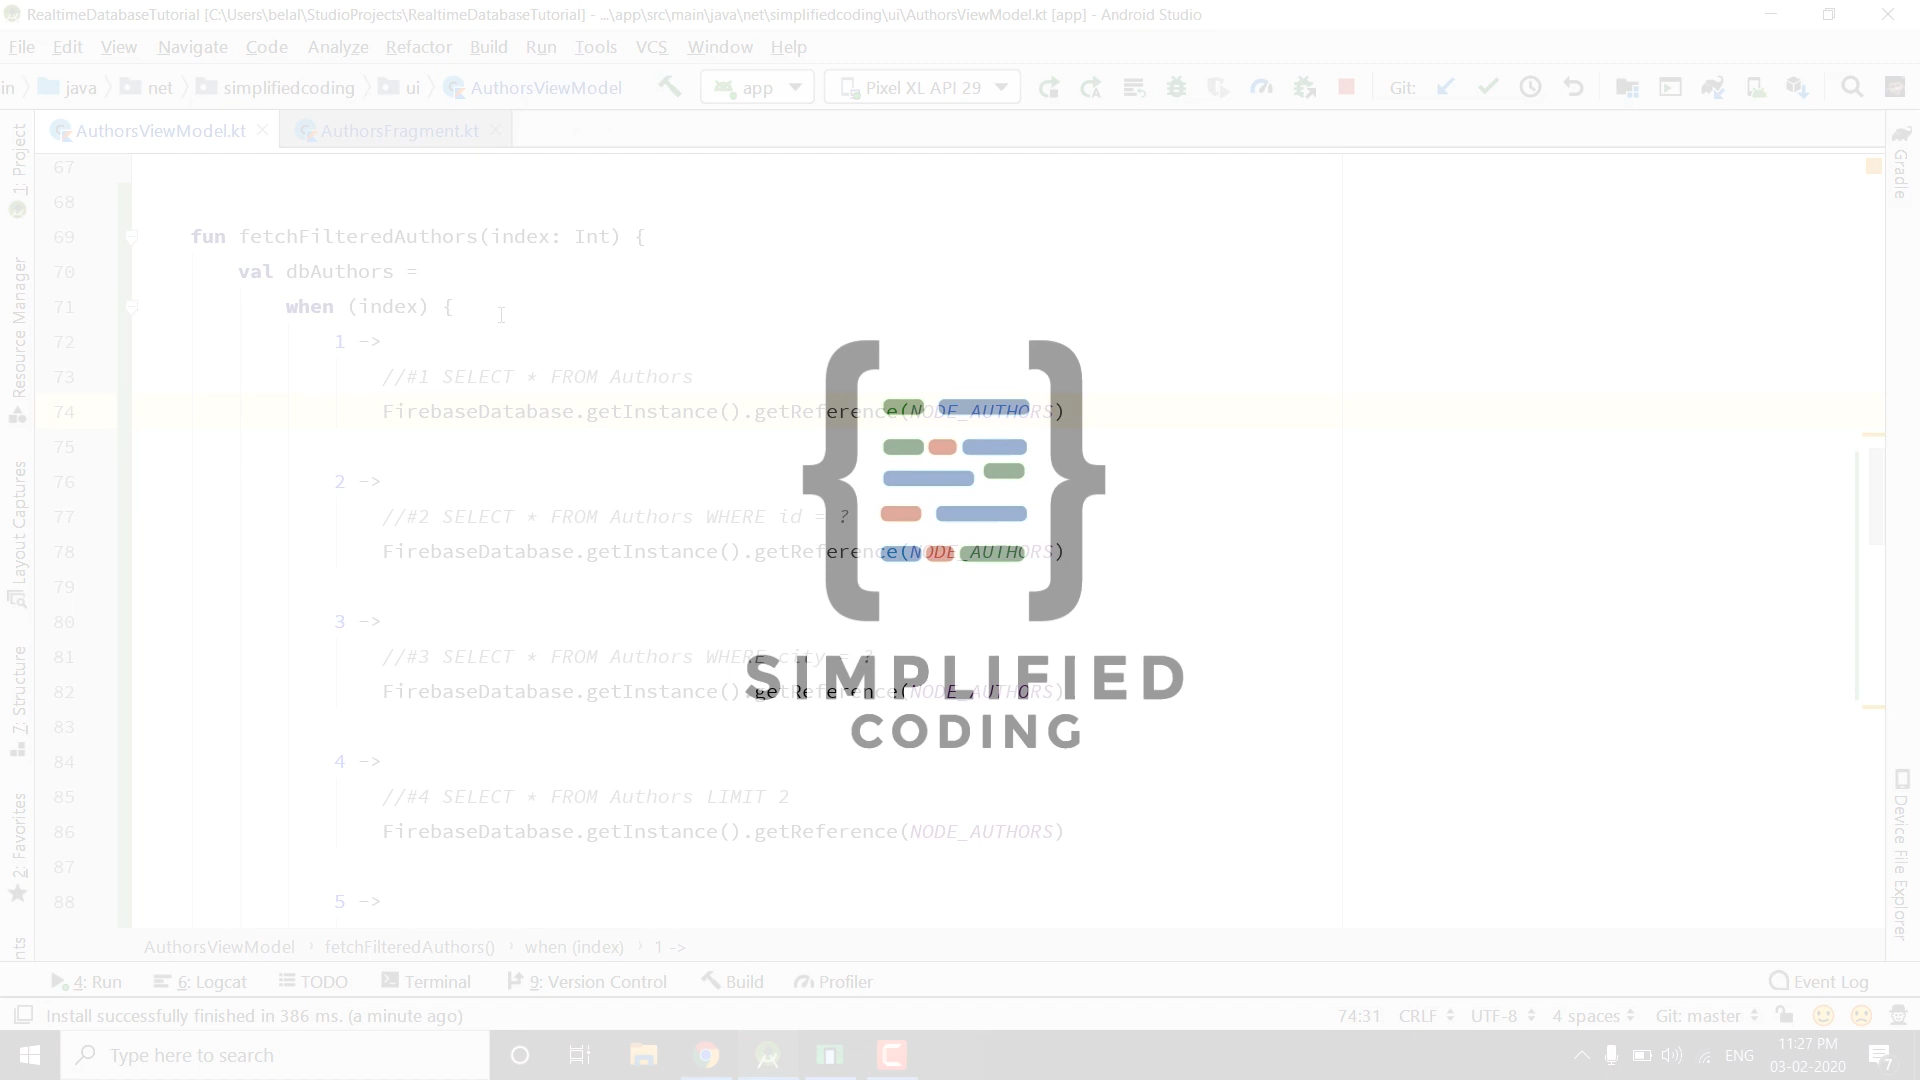 RealtimeDatabaseTutorial [C:\Users\belal\StudioProjects\RealtimeDatabaseTutorial] - ...\app\src\main\java\net\simplifiedcoding\ui\AuthorsViewModel.kt [app] - Android Studio
File Edit View Navigate Code Analyze Refactor Build Run Tools VCS Window Help
in java net simplifiedcoding ui AuthorsViewModel app Pixel XL API 29 Git:
AuthorsViewModel.kt AuthorsFragment.kt
1: Project
Resource Manager
Layout Captures
7: Structure
2: Favorites
nts
Gradle
Device File Explorer
67
68
69 fun fetchFilteredAuthors(index: Int) {
70 val dbAuthors =
71 when (index) {
72 1 ->
73 //#1 SELECT * FROM Authors
74 FirebaseDatabase.getInstance().getReference(NODE_AUTHORS)
75
76 2 ->
77 //#2 SELECT * FROM Authors WHERE id = ?
78 FirebaseDatabase.getInstance().getReference(NODE_AUTHORS)
79
80 3 ->
81 //#3 SELECT * FROM Authors WHERE city = ?
82 FirebaseDatabase.getInstance().getReference(NODE_AUTHORS)
83
84 4 ->
85 //#4 SELECT * FROM Authors LIMIT 2
86 FirebaseDatabase.getInstance().getReference(NODE_AUTHORS)
87
88 5 ->
SIMPLIFIED
CODING
AuthorsViewModel fetchFilteredAuthors() when (index) 1 ->
4: Run 6: Logcat TODO Terminal 9: Version Control Build Profiler Event Log
Install successfully finished in 386 ms. (a minute ago) 74:31 CRLF UTF-8 4 spaces Git: master
Type here to search ENG 11:27 PM
03-02-2020 7